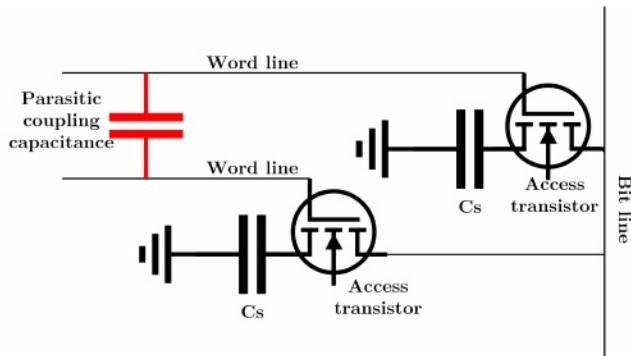 Word line
Parasitic
coupling
capacitance
Word line
Cs
Access
transistor
Bit line
Cs
Access
transistor